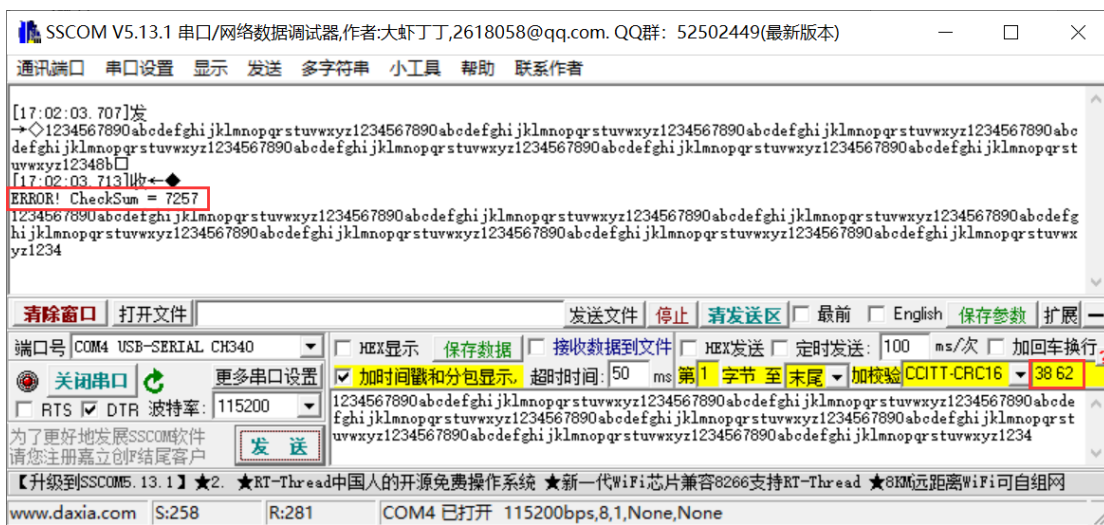 SSCOM V5.13.1 串口/网络数据调试器,作者:大虾丁丁,2618058@qq.com. QQ群: 52502449(最新版本)
通讯端口 串口设置 显示 发送 多字符串 小工具 帮助 联系作者
[17:02:03.707]发
→◇1234567890abcdefghijklmnopqrstuvwxyz1234567890abcdefghijklmnopqrstuvwxyz1234567890abcdefghijklmnopqrstuvwxyz1234567890abc
defghijklmnopqrstuvwxyz1234567890abcdefghijklmnopqrstuvwxyz1234567890abcdefghijklmnopqrstuvwxyz1234567890abcdefghijklmnopqrst
uvwxyz12348b□
[17:02:03.713]收←◆
ERROR! CheckSum = 7257
1234567890abcdefghijklmnopqrstuvwxyz1234567890abcdefghijklmnopqrstuvwxyz1234567890abcdefghijklmnopqrstuvwxyz1234567890abcdefg
hijklmnopqrstuvwxyz1234567890abcdefghijklmnopqrstuvwxyz1234567890abcdefghijklmnopqrstuvwxyz1234567890abcdefghijklmnopqrstuvwx
yz1234
清除窗口 打开文件 发送文件 停止 清发送区 最前 English 保存参数 扩展 —
端口号 COM4 USB-SERIAL CH340 HEX显示 保存数据 接收数据到文件 HEX发送 定时发送: 100 ms/次 加回车换行
关闭串口 更多串口设置 加时间戳和分包显示. 超时时间: 50 ms 第1 字节 至 末尾 加校验 CCITT-CRC16 38 62
RTS DTR 波特率: 115200
1234567890abcdefghijklmnopqrstuvwxyz1234567890abcdefghijklmnopqrstuvwxyz1234567890abcde
fghijklmnopqrstuvwxyz1234567890abcdefghijklmnopqrstuvwxyz1234567890abcdefghijklmnopqrst
uvwxyz1234567890abcdefghijklmnopqrstuvwxyz1234567890abcdefghijklmnopqrstuvwxyz1234
为了更好地发展SSCOM软件
请您注册嘉立创F结尾客户
发 送
【升级到SSCOM5.13.1】★2. ★RT-Thread中国人的开源免费操作系统 ★新一代WiFi芯片兼容8266支持RT-Thread ★8KM远距离WiFi可自组网
www.daxia.com S:258 R:281 COM4 已打开 115200bps,8,1,None,None